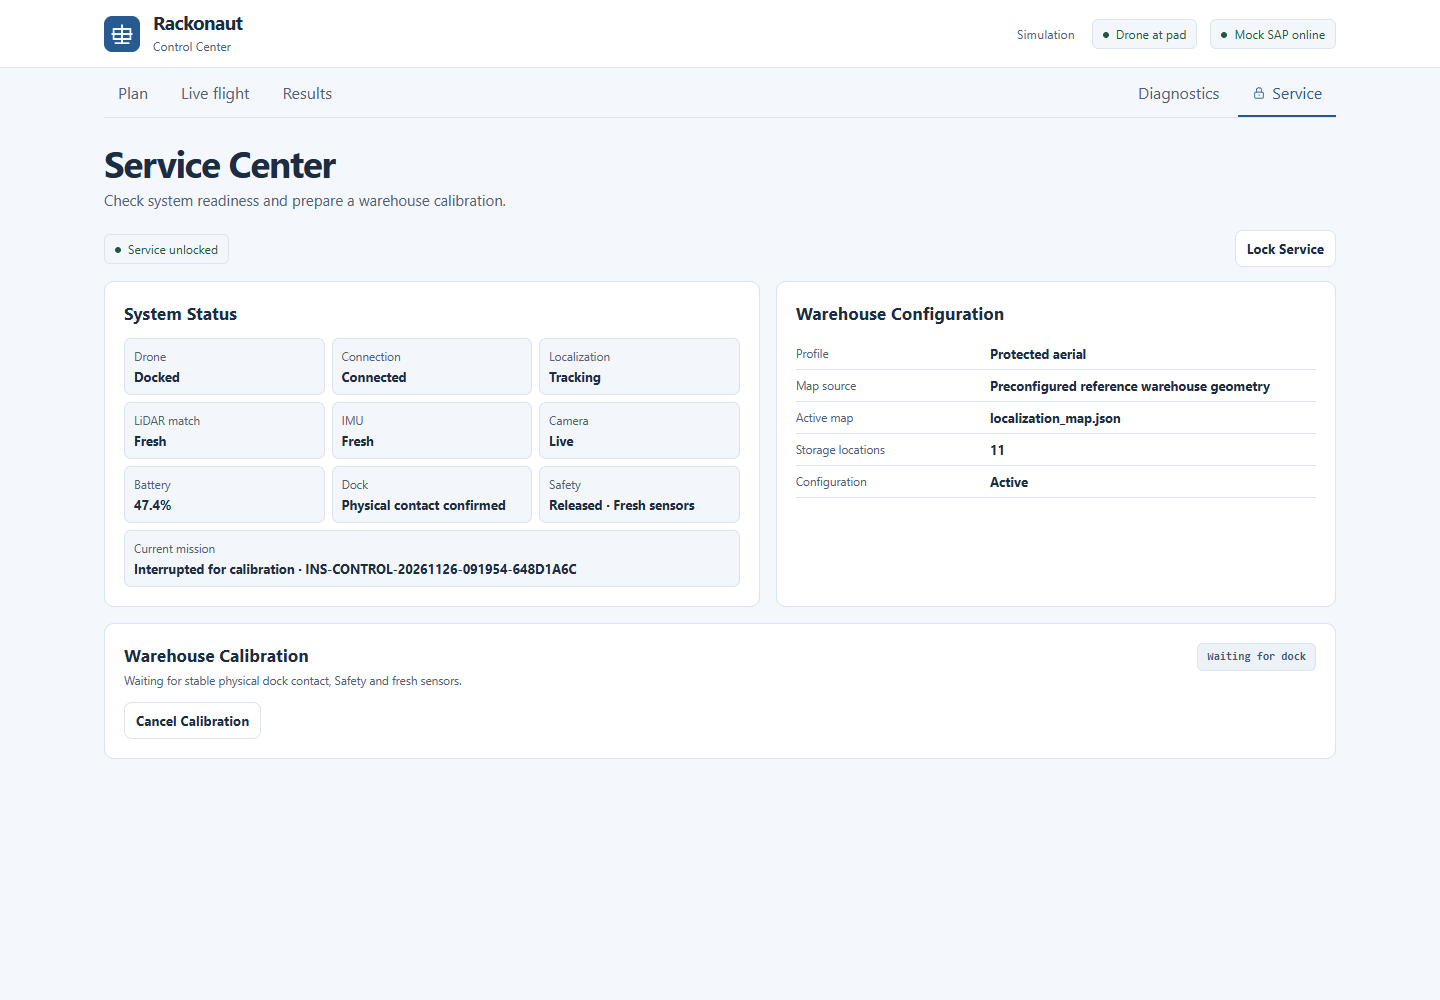 Rackonaut
Control Center
Simulation
Drone at pad
Mock SAP online
Plan
Live flight
Results
Diagnostics
Service
Service Center
Check system readiness and prepare a warehouse calibration.
Service unlocked
Lock Service
System Status
Drone
Docked
Connection
Connected
Localization
Tracking
LiDAR match
Fresh
IMU
Fresh
Camera
Live
Battery
47.4%
Dock
Physical contact confirmed
Safety
Released · Fresh sensors
Current mission
Interrupted for calibration · INS-CONTROL-20261126-091954-648D1A6C
Warehouse Configuration
Profile
Protected aerial
Map source
Preconfigured reference warehouse geometry
Active map
localization_map.json
Storage locations
11
Configuration
Active
Warehouse Calibration
Waiting for dock
Waiting for stable physical dock contact, Safety and fresh sensors.
Cancel Calibration